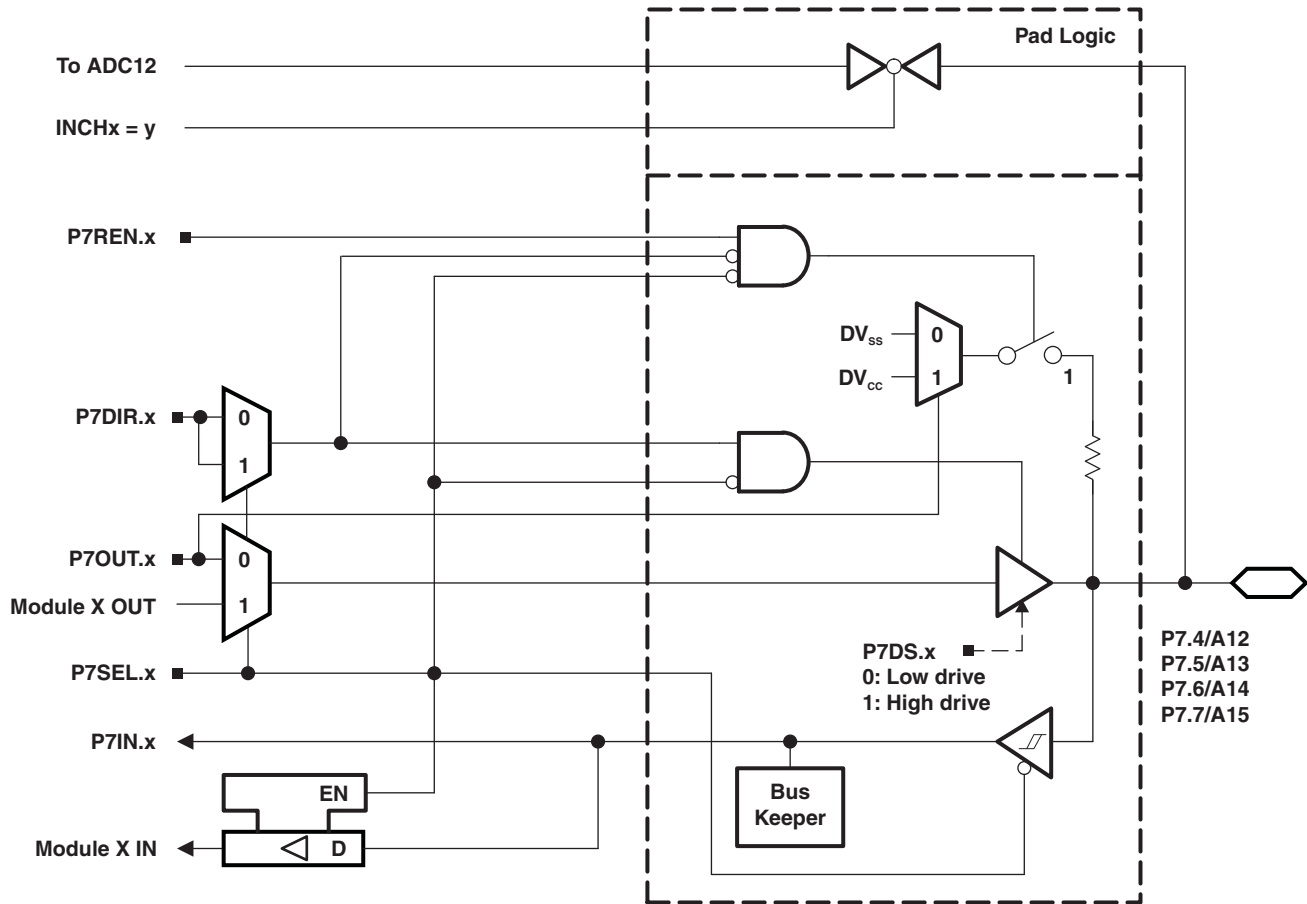 Pad Logic
To ADC12
INCHx = y
P7REN.x
DVSS
0
DVCC
1
1
P7DIR.x
0
1
P7OUT.x
0
Module X OUT
1
P7SEL.x
P7DS.x
0: Low drive
1: High drive
P7.4/A12
P7.5/A13
P7.6/A14
P7.7/A15
P7IN.x
EN
Bus
Keeper
Module X IN
D